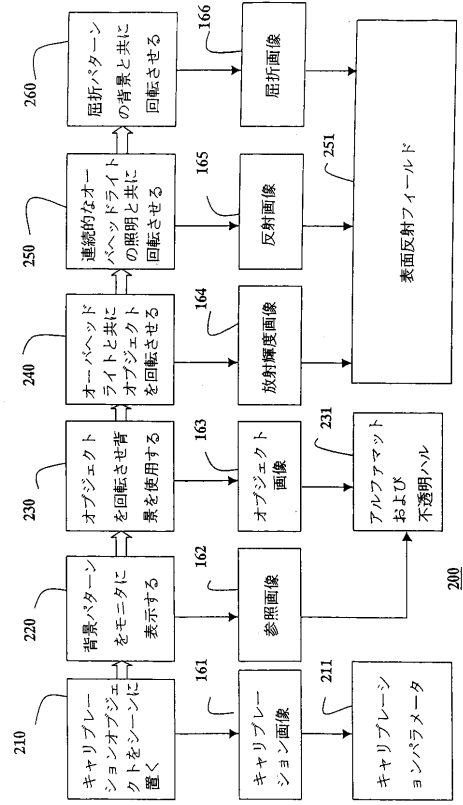 210
キャリブレー
ションオブジェ
クトをシーンに
置く
220
背景パターン
をモニタに
表示する
230
オブジェクト
を回転させ背
景を使用する
240
オーバヘッド
ライトと共に
オブジェクト
を回転させる
250
連続的なオー
バヘッドライト
の照明と共に
回転させる
260
屈折パターン
の背景と共に
回転させる
161
キャリブレー
ション画像
162
参照画像
163
オブジェクト
画像
164
放射輝度画像
165
反射画像
166
屈折画像
211
キャリブレーシ
ョンパラメータ
231
アルファマット
および
不透明ハル
251
表面反射フィールド
200